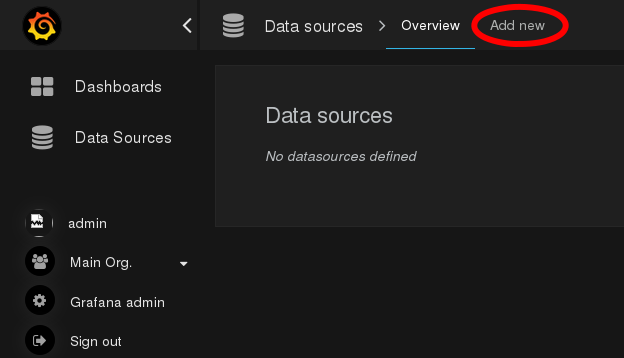 Data sources Overview Add new
Dashboards
Data Sources
admin
Main Org.
Grafana admin
Sign out
Data sources
No datasources defined